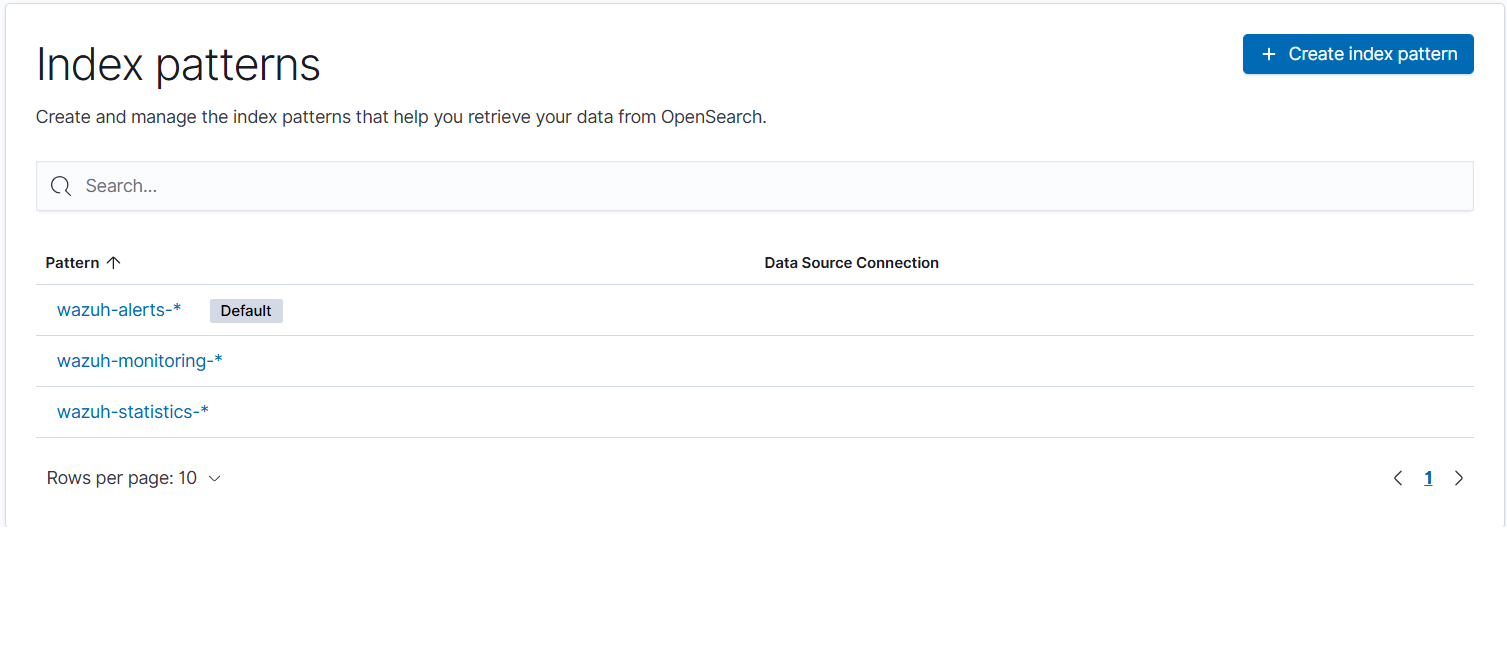 Index patterns
+ Create index pattern
Create and manage the index patterns that help you retrieve your data from OpenSearch.
Search...
Pattern ↑ Data Source Connection
wazuh-alerts-* Default
wazuh-monitoring-*
wazuh-statistics-*
Rows per page: 10
1